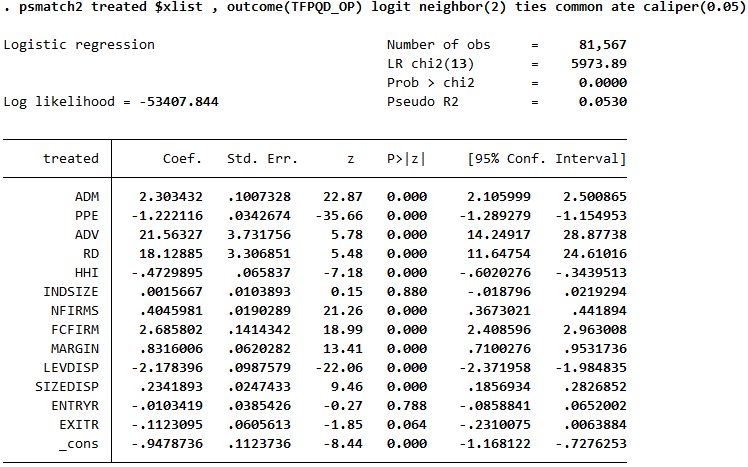 . psmatch2 treated $xlist , outcome(TFPQD_OP) logit neighbor(2) ties common ate caliper(0.05)
Logistic regression Number of obs = 81,567
LR chi2(13) = 5973.89
Prob > chi2 = 0.0000
Log likelihood = -53407.844 Pseudo R2 = 0.0530
treated Coef. Std. Err. z P>|z| [95% Conf. Interval]
ADM 2.303432 .1007328 22.87 0.000 2.105999 2.500865
PPE -1.222116 .0342674 -35.66 0.000 -1.289279 -1.154953
ADV 21.56327 3.731756 5.78 0.000 14.24917 28.87738
RD 18.12885 3.306851 5.48 0.000 11.64754 24.61016
HHI -.4729895 .065837 -7.18 0.000 -.6020276 -.3439513
INDSIZE .0015667 .0103893 0.15 0.880 -.018796 .0219294
NFIRMS .4045981 .0190289 21.26 0.000 .3673021 .441894
FCFIRM 2.685802 .1414342 18.99 0.000 2.408596 2.963008
MARGIN .8316006 .0620282 13.41 0.000 .7100276 .9531736
LEVDISP -2.178396 .0987579 -22.06 0.000 -2.371958 -1.984835
SIZEDISP .2341893 .0247433 9.46 0.000 .1856934 .2826852
ENTRYR -.0103419 .0385426 -0.27 0.788 -.0858841 .0652002
EXITR -.1123095 .0605613 -1.85 0.064 -.2310075 .0063884
_cons -.9478736 .1123736 -8.44 0.000 -1.168122 -.7276253